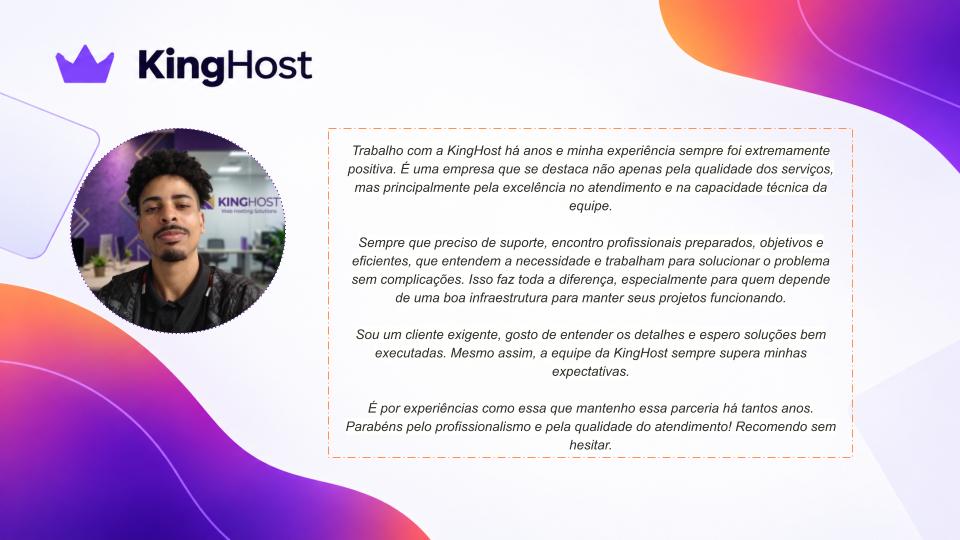 KingHost
KINGHOST
Web Hosting Solutions
Trabalho com a KingHost há anos e minha experiência sempre foi extremamente
positiva. É uma empresa que se destaca não apenas pela qualidade dos serviços,
mas principalmente pela excelência no atendimento e na capacidade técnica da
equipe.
Sempre que preciso de suporte, encontro profissionais preparados, objetivos e
eficientes, que entendem a necessidade e trabalham para solucionar o problema
sem complicações. Isso faz toda a diferença, especialmente para quem depende
de uma boa infraestrutura para manter seus projetos funcionando.
Sou um cliente exigente, gosto de entender os detalhes e espero soluções bem
executadas. Mesmo assim, a equipe da KingHost sempre supera minhas
expectativas.
É por experiências como essa que mantenho essa parceria há tantos anos.
Parabéns pelo profissionalismo e pela qualidade do atendimento! Recomendo sem
hesitar.